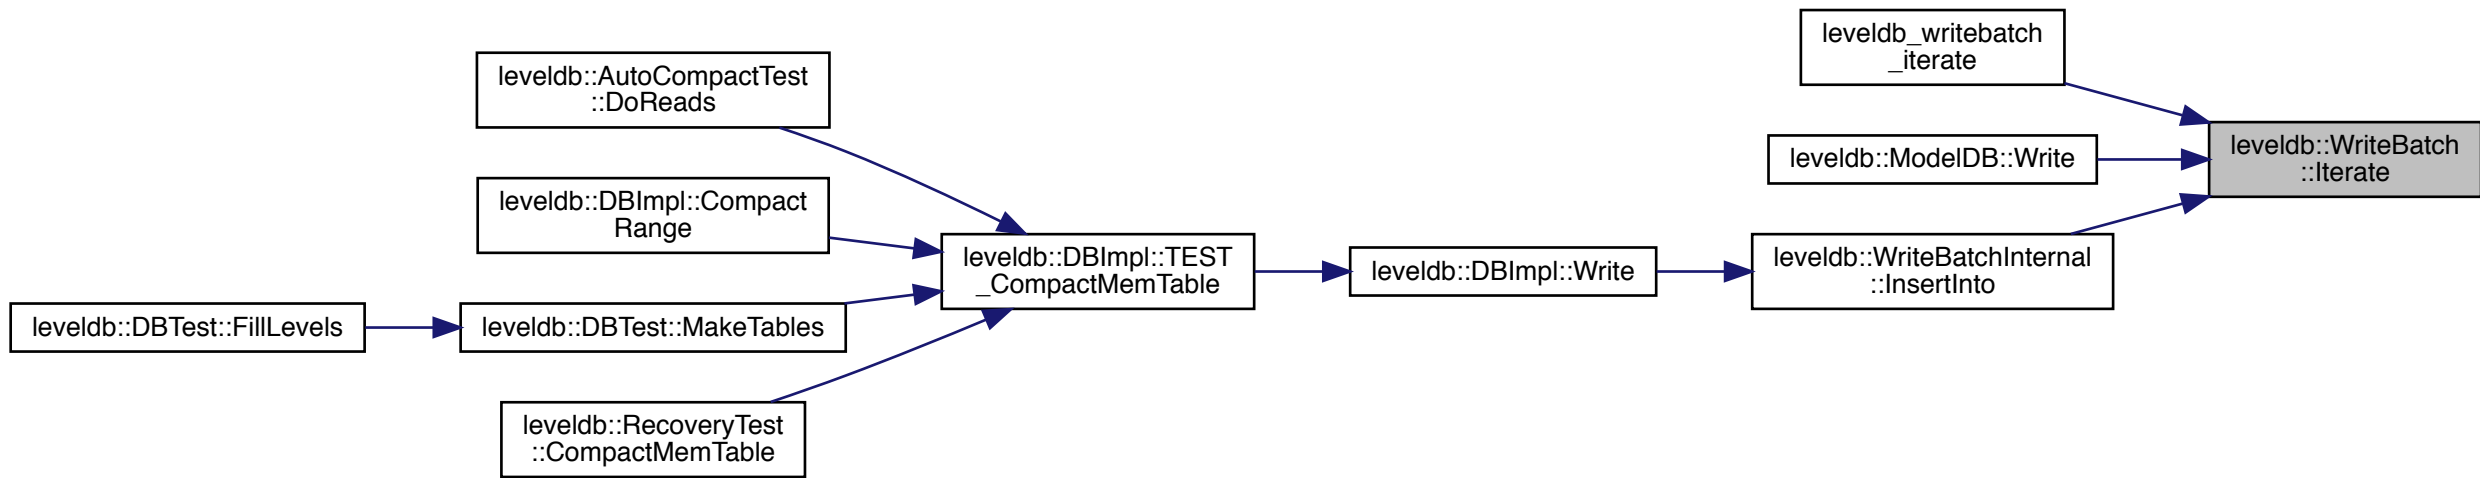 leveldb_writebatch
_iterate
leveldb::AutoCompactTest
::DoReads
leveldb::WriteBatch
::Iterate
leveldb::ModelDB::Write
leveldb::DBImpl::Compact
Range
leveldb::DBImpl::TEST
_CompactMemTable
leveldb::DBImpl::Write
leveldb::WriteBatchInternal
::InsertInto
leveldb::DBTest::FillLevels
leveldb::DBTest::MakeTables
leveldb::RecoveryTest
::CompactMemTable